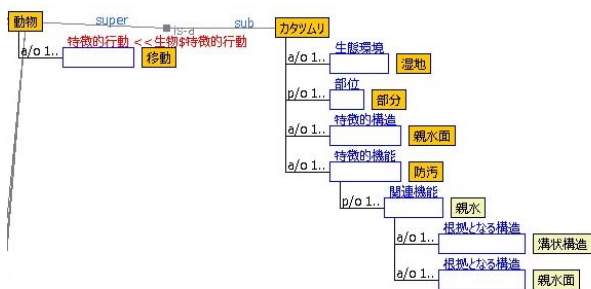 動物 super is-a sub カタツムリ
特徴的行動 <<生物$特徴的行動
a/o 1.. 移動
生態環境
a/o 1.. 湿地
部位
p/o 1.. 部分
特徴的構造
a/o 1.. 親水面
特徴的機能
a/o 1.. 防汚
関連機能
p/o 1.. 親水
根拠となる構造
a/o 1.. 溝状構造
根拠となる構造
a/o 1.. 親水面